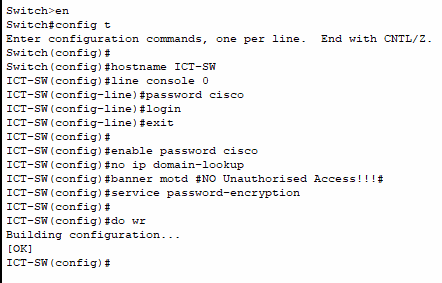 Switch>en
Switch#config t
Enter configuration commands, one per line.  End with CNTL/Z.
Switch(config)#
Switch(config)#hostname ICT-SW
ICT-SW(config)#line console 0
ICT-SW(config-line)#password cisco
ICT-SW(config-line)#login
ICT-SW(config-line)#exit
ICT-SW(config)#
ICT-SW(config)#enable password cisco
ICT-SW(config)#no ip domain-lookup
ICT-SW(config)#banner motd #NO Unauthorised Access!!!#
ICT-SW(config)#service password-encryption
ICT-SW(config)#
ICT-SW(config)#do wr
Building configuration...
[OK]
ICT-SW(config)#